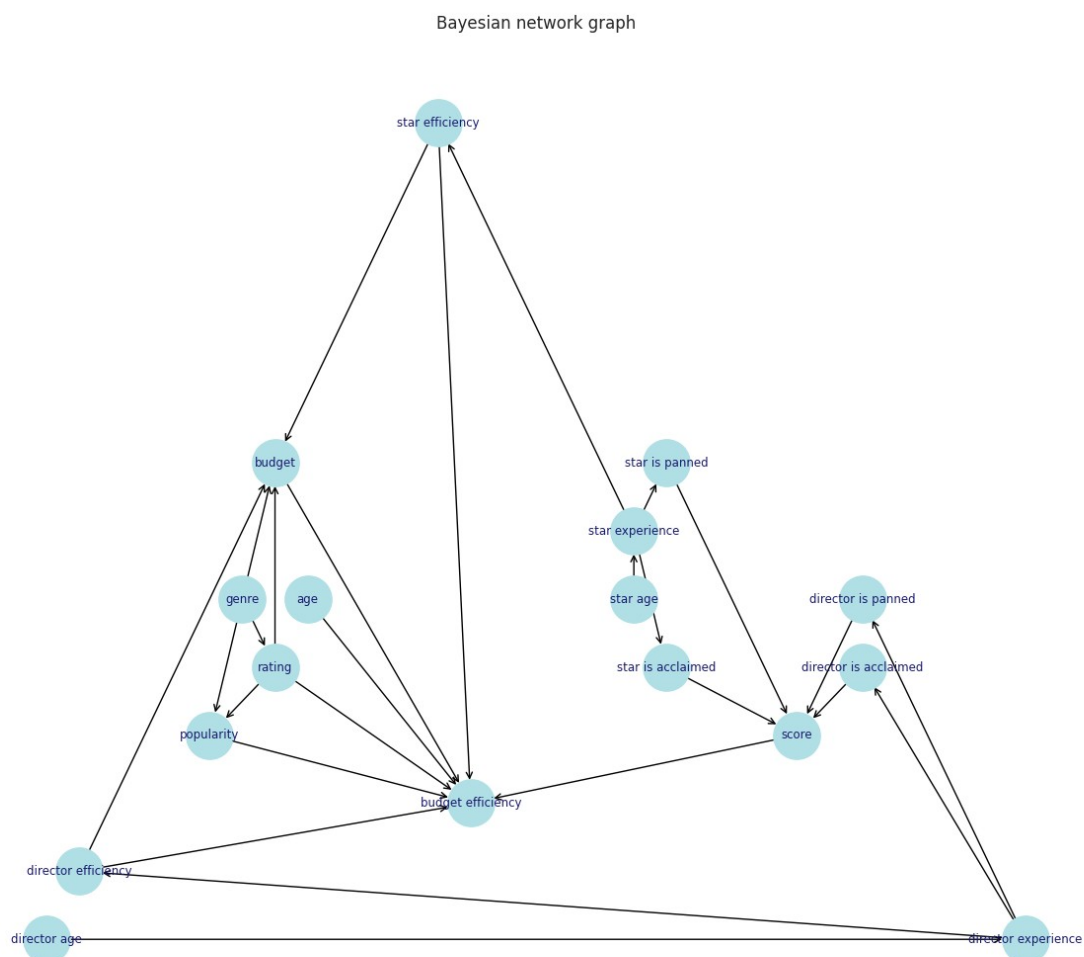 Bayesian network graph
star efficiency
budget
star is panned
star experience
genre
age
star age
director is panned
rating
star is acclaimed
director is acclaimed
popularity
score
budget efficiency
director efficiency
director age
director experience